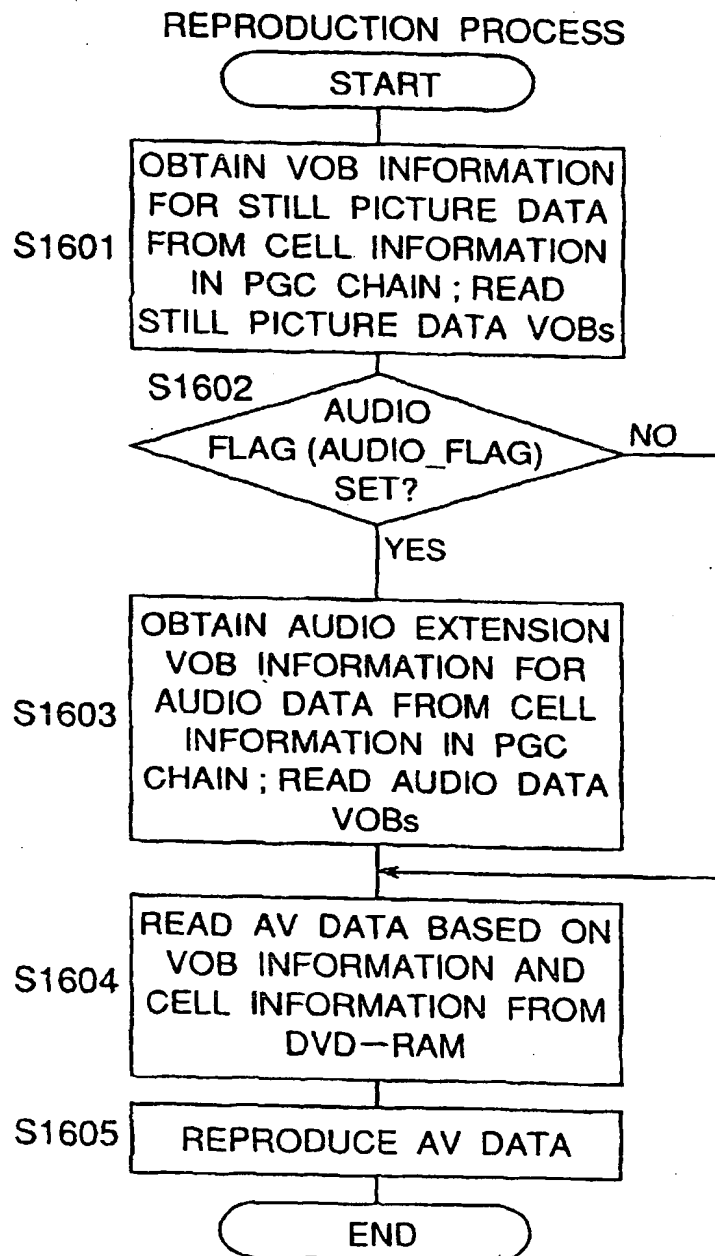 REPRODUCTION PROCESS
START
S1601
OBTAIN VOB INFORMATION
FOR STILL PICTURE DATA
FROM CELL INFORMATION
IN PGC CHAIN ; READ
STILL PICTURE DATA VOBs
S1602
AUDIO
FLAG (AUDIO_FLAG)
SET?
NO
YES
S1603
OBTAIN AUDIO EXTENSION
VOB INFORMATION FOR
AUDIO DATA FROM CELL
INFORMATION IN PGC
CHAIN ; READ AUDIO DATA
VOBs
S1604
READ AV DATA BASED ON
VOB INFORMATION AND
CELL INFORMATION FROM
DVD-RAM
S1605
REPRODUCE AV DATA
END